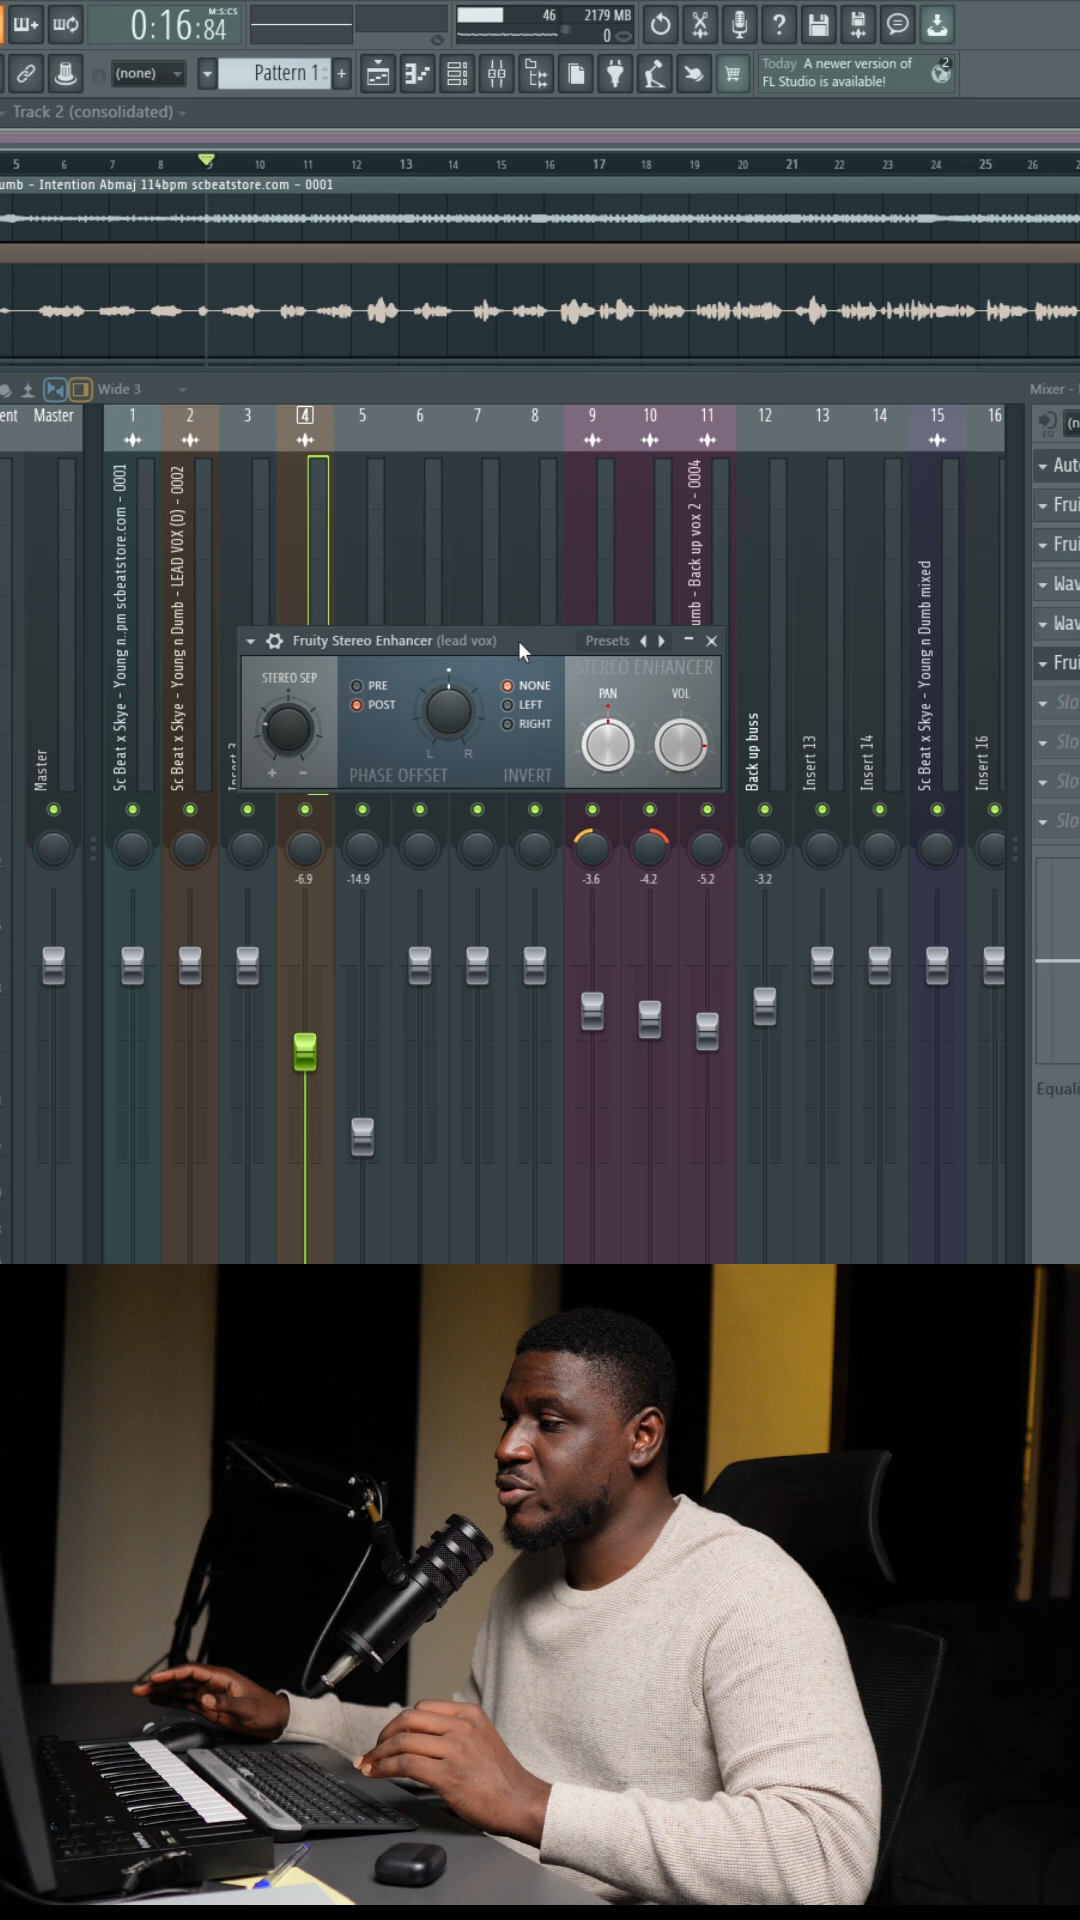 M:S:CS
0:16:84
46
2179 MB
0
(none)
Pattern 1
+
Today A newer version of
FL Studio is available!
2
Track 2 (consolidated)
5 6 7 8 9 10 11 12 13 14 15 16 17 18 19 20 21 22 23 24 25 26
umb - Intention Abmaj 114bpm scbeatstore.com - 0001
Wide 3
Mixer -
ent Master 1 2 3 4 5 6 7 8 9 10 11 12 13 14 15 16
Master
Sc Beat x Skye - Young n..pm scbeatstore.com - 0001
Sc Beat x Skye - Young n Dumb - LEAD VOX (D) - 0002
Insert 3
umb - Back up vox 2 - 0004
Back up buss
Insert 13
Insert 14
Sc Beat x Skye - Young n Dumb mixed
Insert 16
Fruity Stereo Enhancer (lead vox)
Presets
STEREO SEP
+ -
PRE
POST
L R
PHASE OFFSET
NONE
LEFT
RIGHT
INVERT
STEREO ENHANCER
PAN
VOL
-6.9
-14.9
-3.6
-4.2
-5.2
-3.2
EQ
(n
Aut
Frui
Frui
Wav
Wav
Frui
Slo
Slo
Slo
Slo
Equali